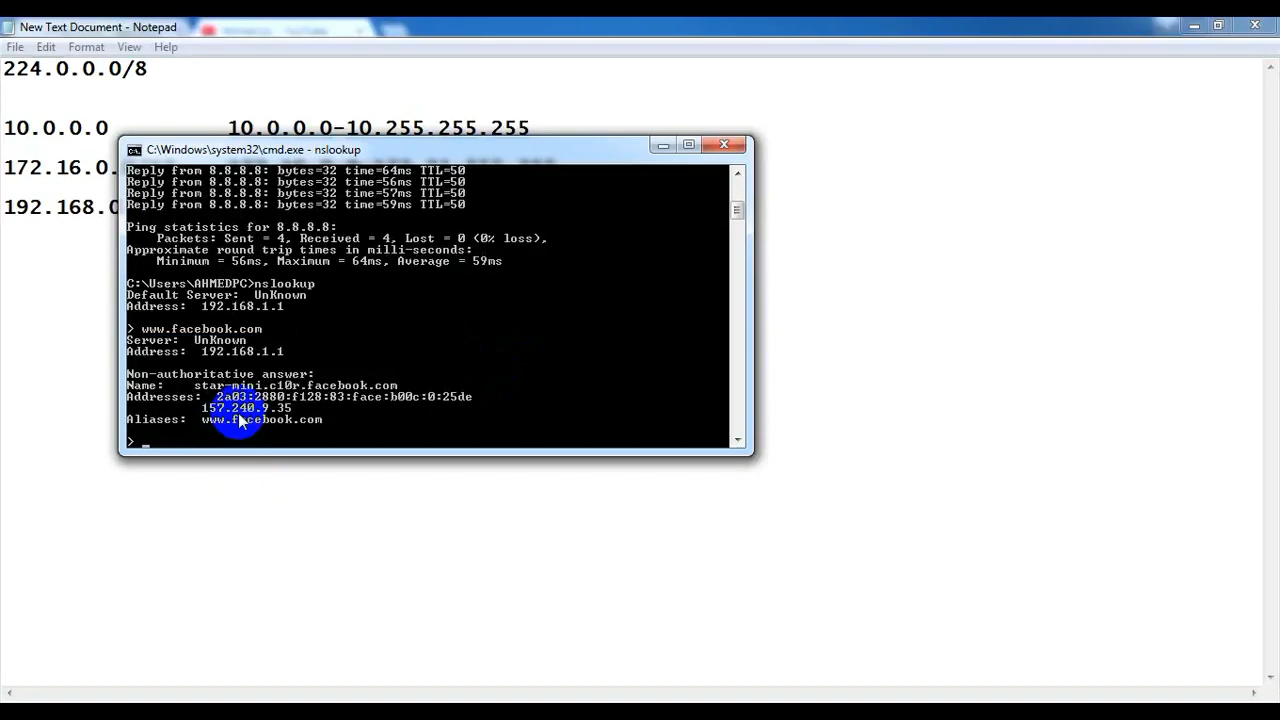 New Text Document - Notepad
File Edit Format View Help
224.0.0.0/8
10.0.0.0 10.0.0.0-10.255.255.255
172.16.0.
192.168.0
C:\Windows\system32\cmd.exe - nslookup
Reply from 8.8.8.8: bytes=32 time=64ms TTL=50
Reply from 8.8.8.8: bytes=32 time=56ms TTL=50
Reply from 8.8.8.8: bytes=32 time=57ms TTL=50
Reply from 8.8.8.8: bytes=32 time=59ms TTL=50
Ping statistics for 8.8.8.8:
Packets: Sent = 4, Received = 4, Lost = 0 (0% loss),
Approximate round trip times in milli-seconds:
Minimum = 56ms, Maximum = 64ms, Average = 59ms
C:\Users\AHMEDPC>nslookup
Default Server: UnKnown
Address: 192.168.1.1
> www.facebook.com
Server: UnKnown
Address: 192.168.1.1
Non-authoritative answer:
Name: star-mini.c10r.facebook.com
Addresses: 2a03:2880:f128:83:face:b00c:0:25de
157.240.9.35
Aliases: www.facebook.com
>